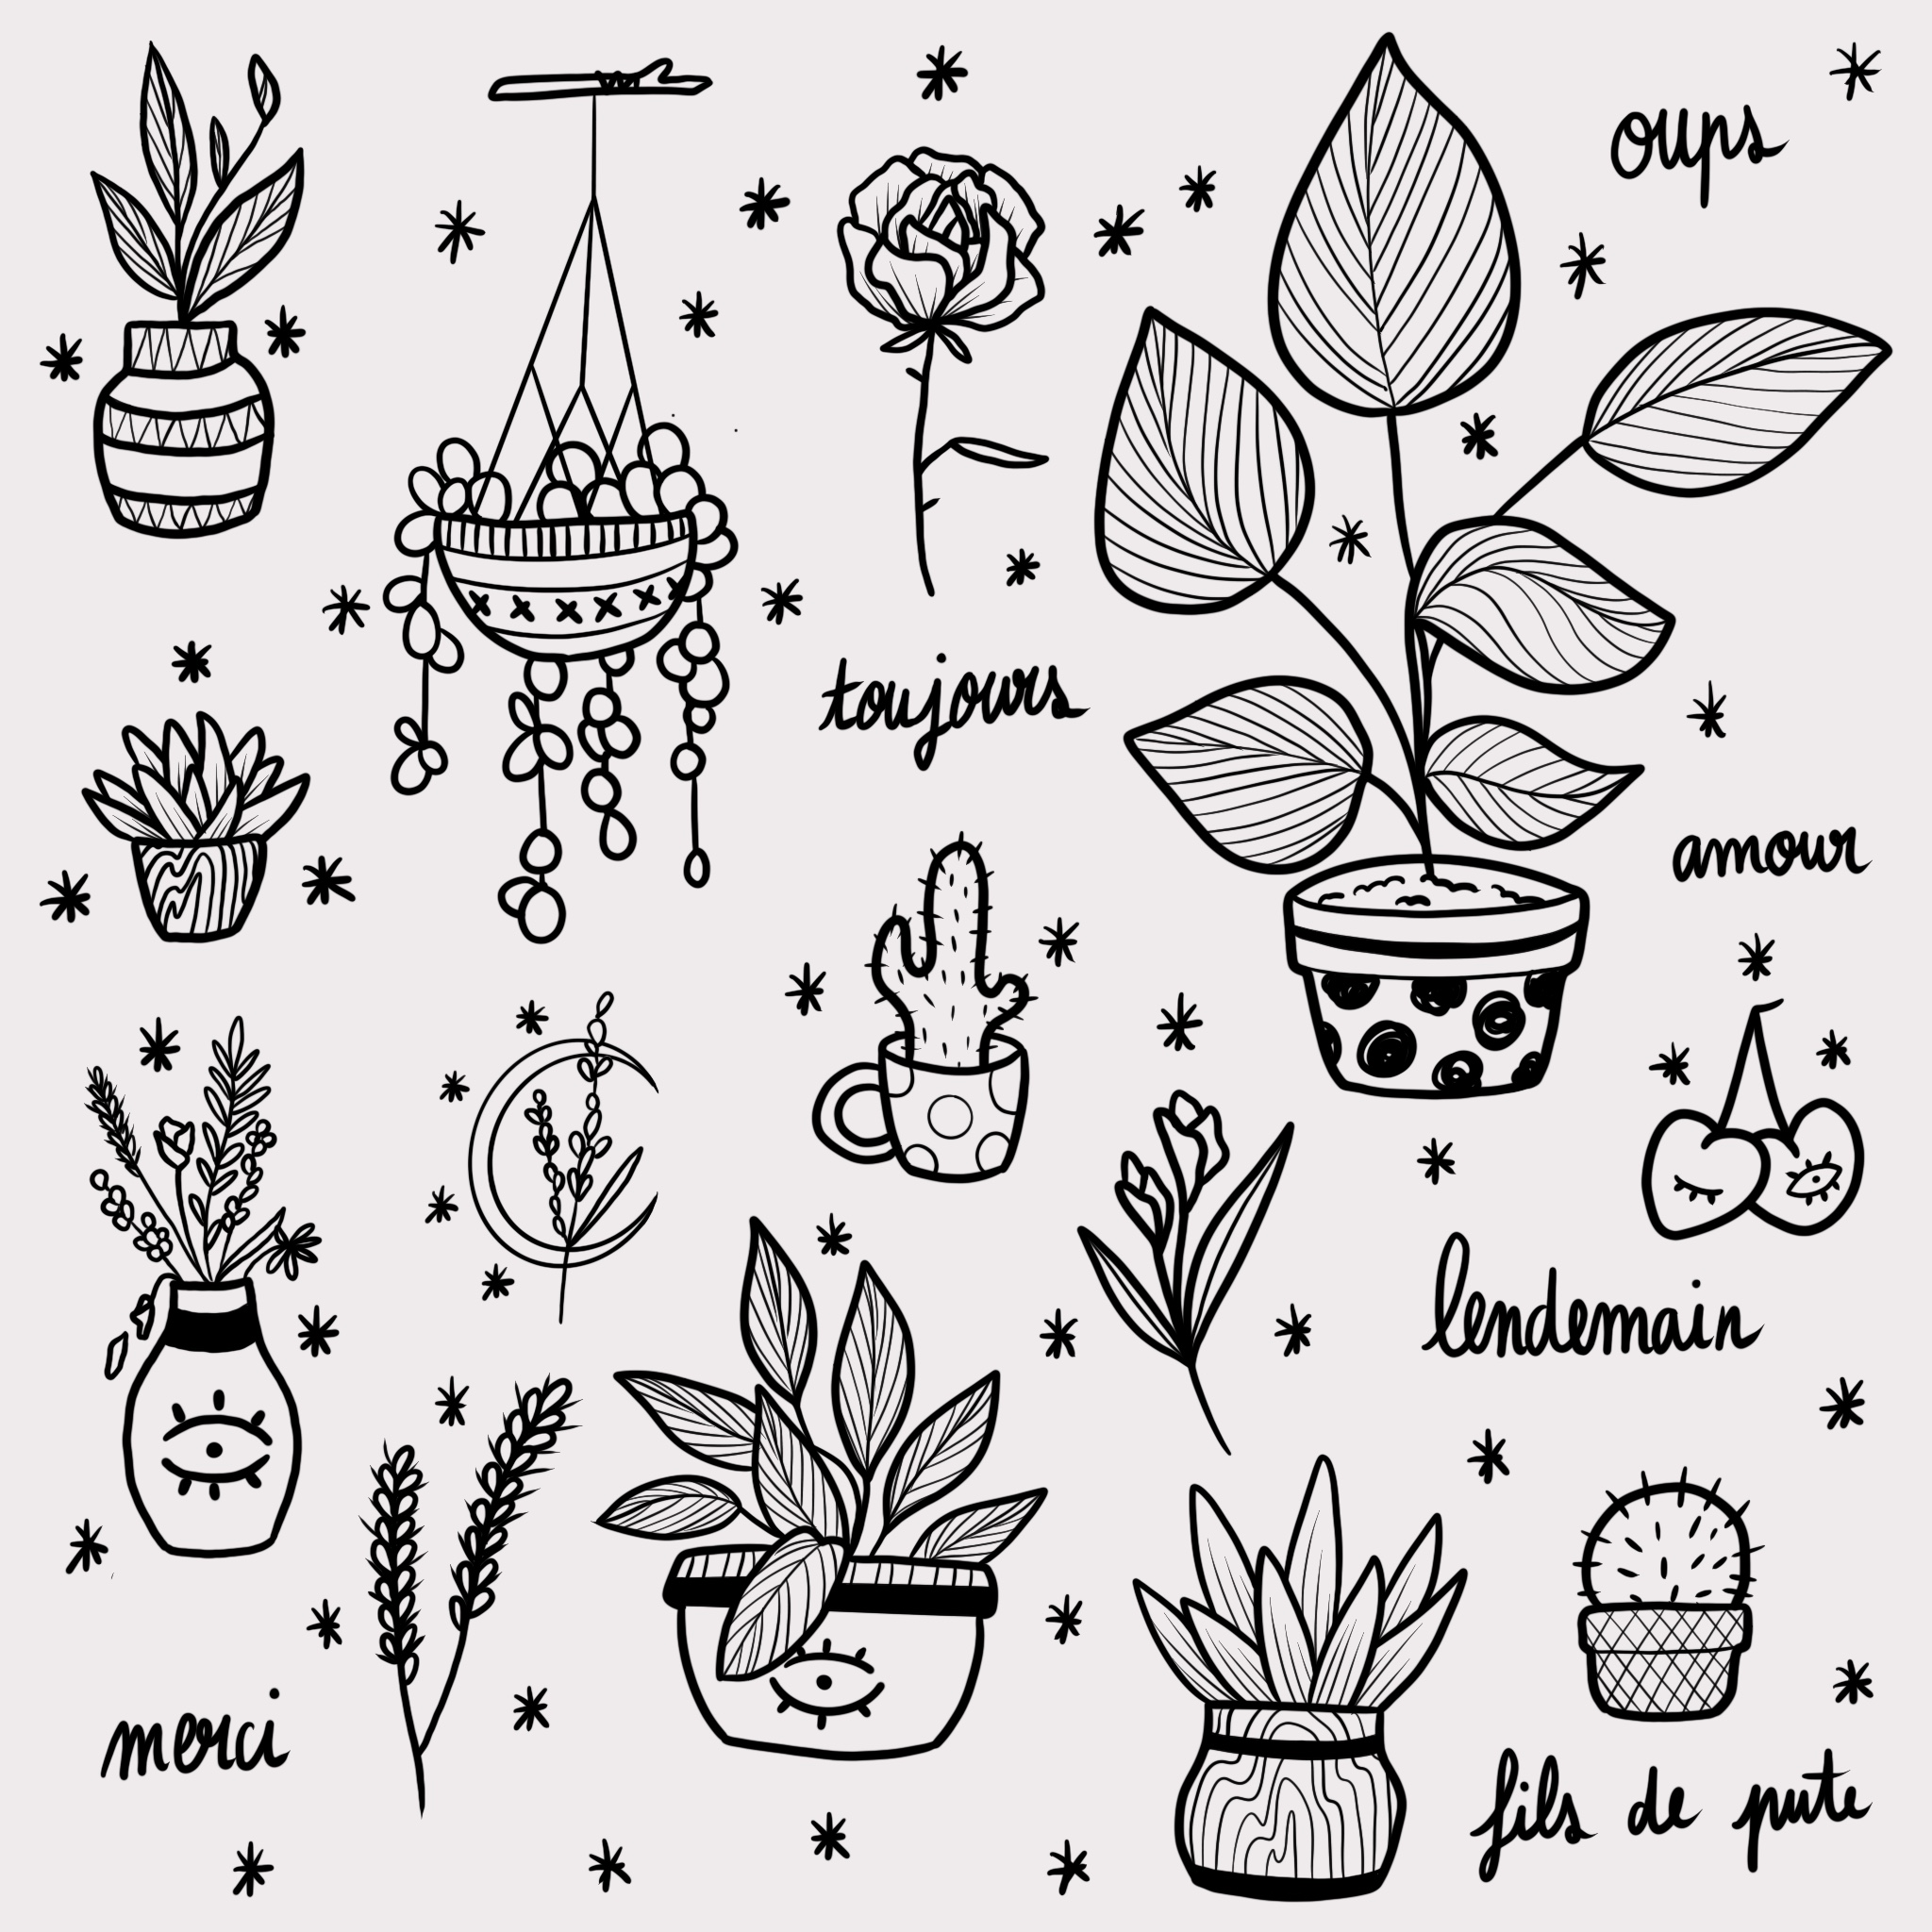 oups
toujours
amour
lendemain
merci
fils de pute